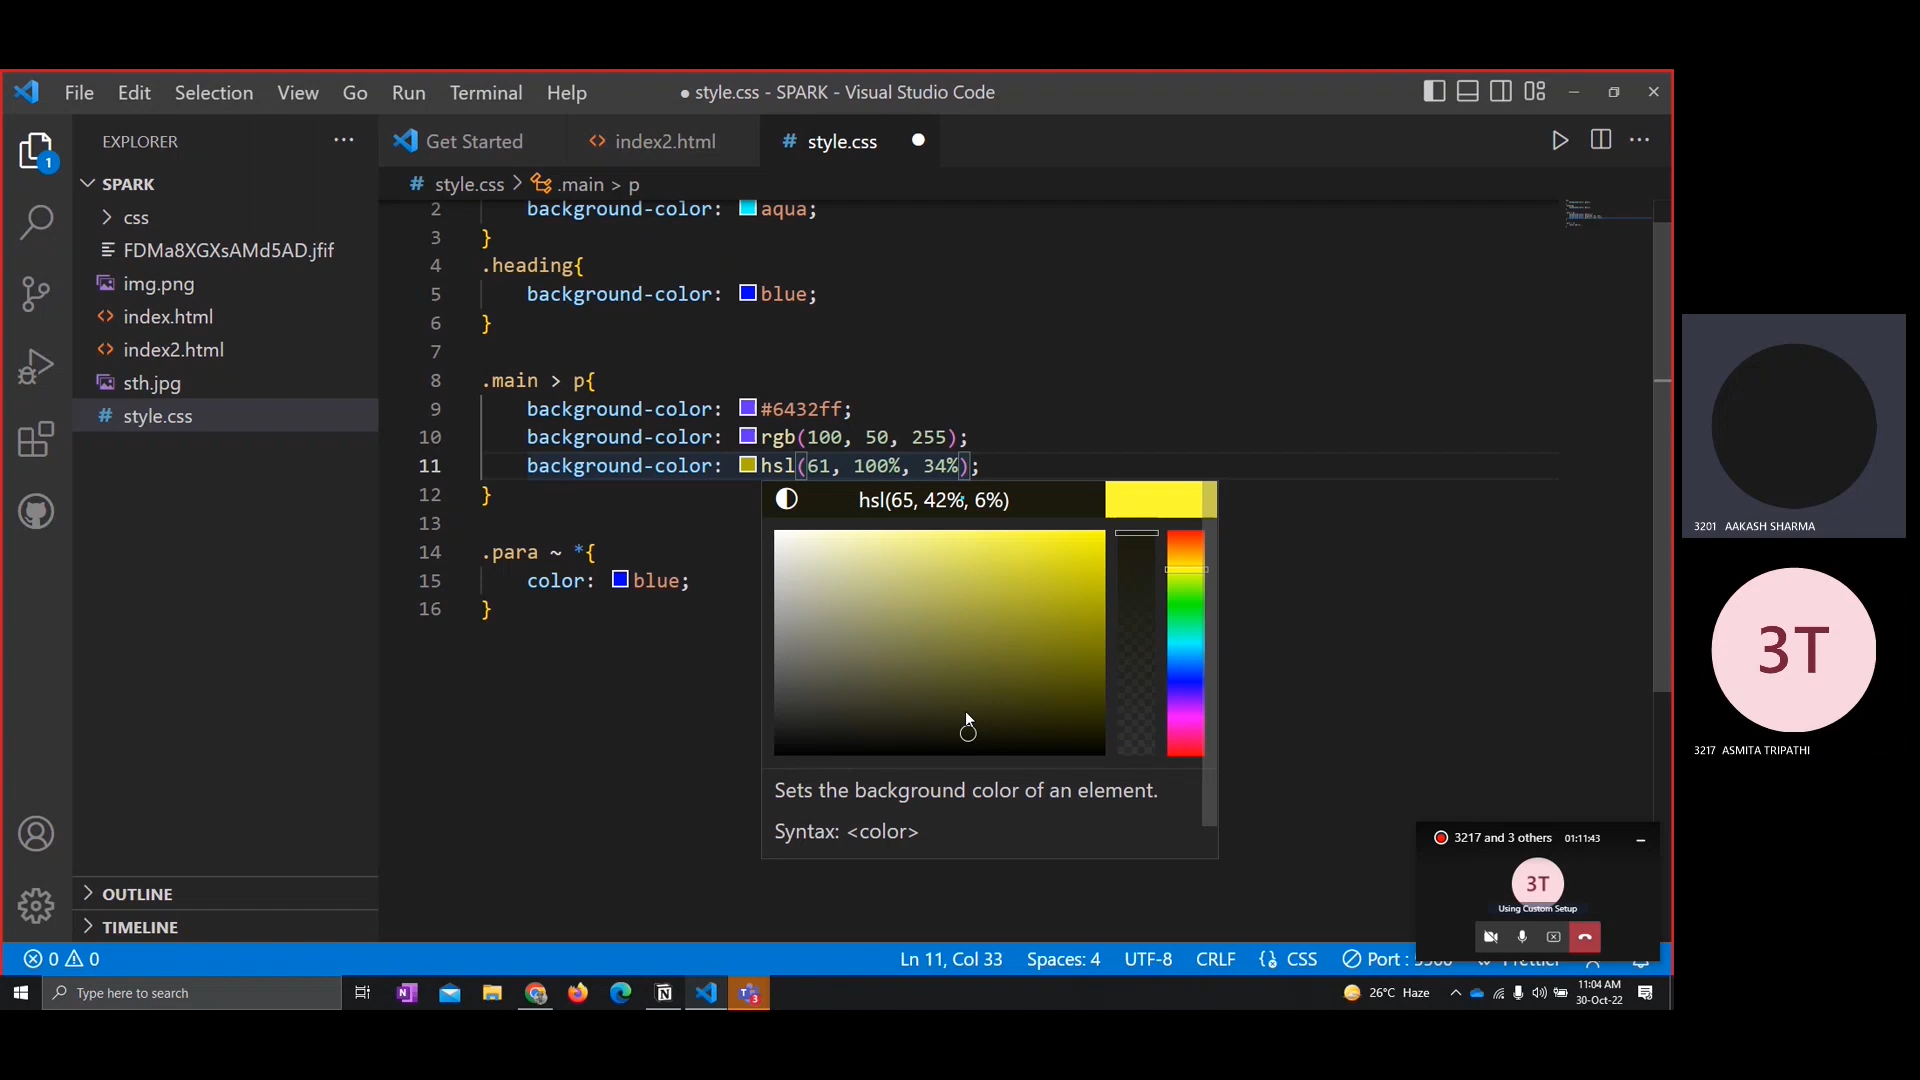 File Edit Selection View Go Run Terminal Help
● style.css - SPARK - Visual Studio Code
EXPLORER
Get Started
index2.html
# style.css
1
SPARK
css
FDMa8XGXsAMd5AD.jfif
img.png
index.html
index2.html
sth.jpg
# style.css
OUTLINE
TIMELINE
# style.css > .main > p
2 background-color: aqua;
3 }
4 .heading{
5 background-color: blue;
6 }
7
8 .main > p{
9 background-color: #6432ff;
10 background-color: rgb(100, 50, 255);
11 background-color: hsl(61, 100%, 34%);
12 }
13
14 .para ~ *{
15 color: blue;
16 }
hsl(65, 42%, 6%)
Sets the background color of an element.
Syntax: <color>
3201 AAKASH SHARMA
3T
3217 ASMITA TRIPATHI
3217 and 3 others 01:11:43
3T
Using Custom Setup
0 0
Ln 11, Col 33 Spaces: 4 UTF-8 CRLF CSS Port :
Type here to search
26°C Haze
11:04 AM
30-Oct-22